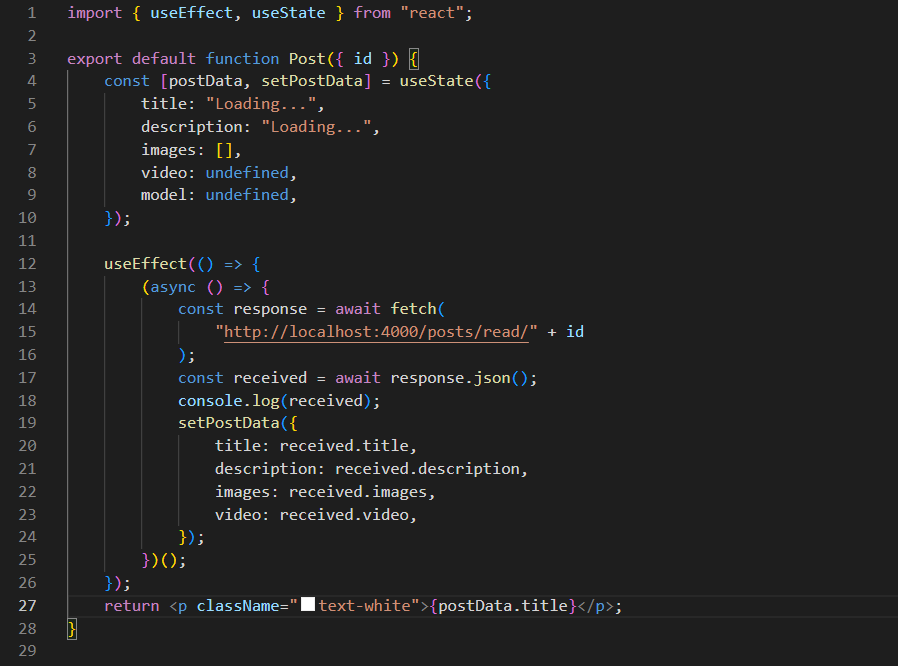 1 import { useEffect, useState } from "react";
2
3 export default function Post({ id }) {
4     const [postData, setPostData] = useState({
5         title: "Loading...",
6         description: "Loading...",
7         images: [],
8         video: undefined,
9         model: undefined,
10     });
11
12     useEffect(() => {
13         (async () => {
14             const response = await fetch(
15                 "http://localhost:4000/posts/read/" + id
16             );
17             const received = await response.json();
18             console.log(received);
19             setPostData({
20                 title: received.title,
21                 description: received.description,
22                 images: received.images,
23                 video: received.video,
24             });
25         })();
26     });
27     return <p className="text-white">{postData.title}</p>;
28 }
29